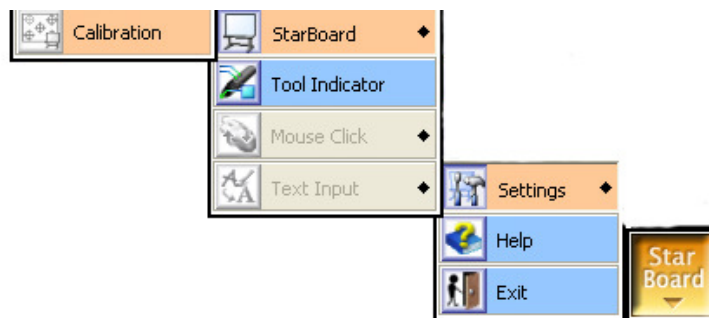 Calibration
StarBoard
Tool Indicator
Mouse Click
Text Input
Settings
Help
Exit
Star
Board